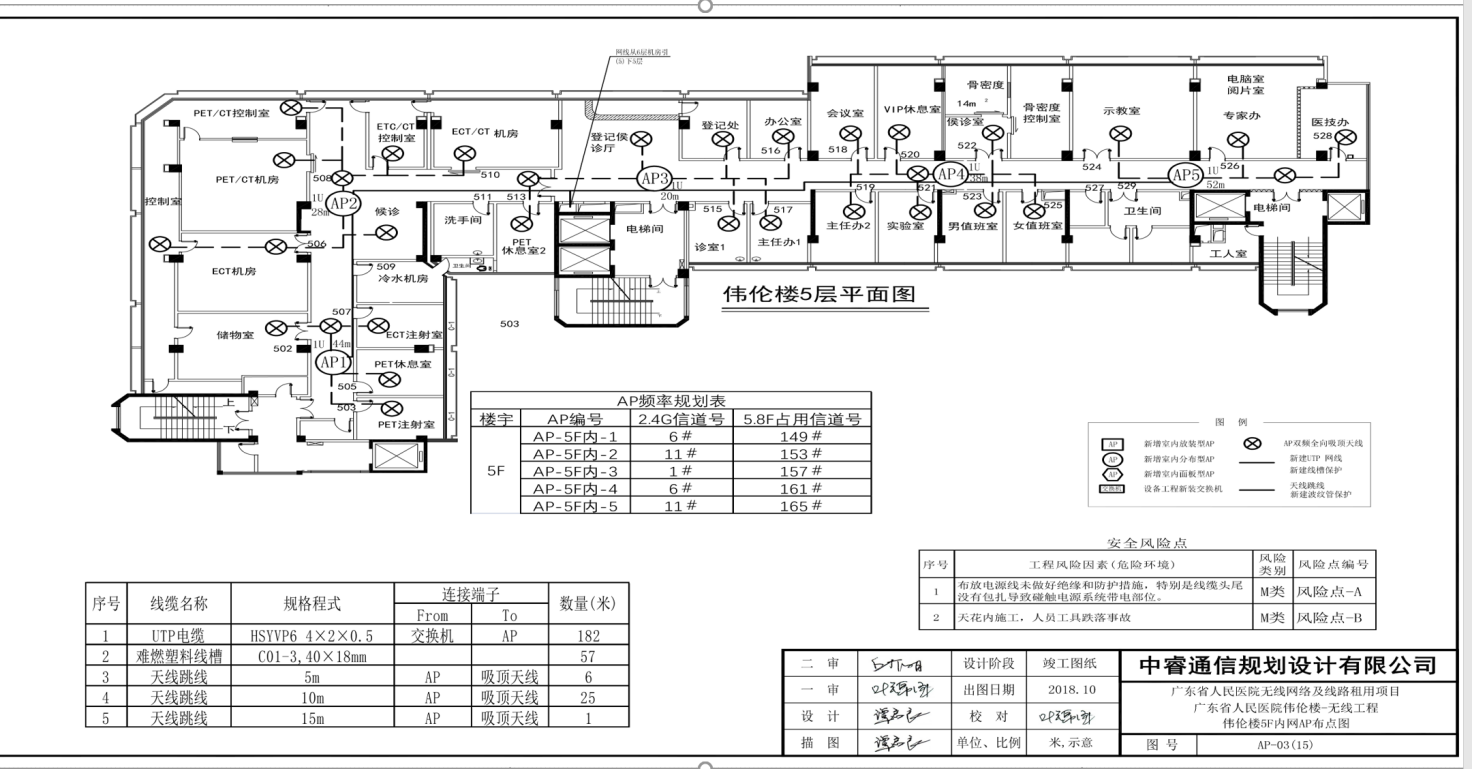 网线从6层机房引
(5)下5层
PET/CT控制室
ETC/CT
控制室
ECT/CT 机房
登记侯
诊厅
登记处
办公室
516
会议室
518
VIP休息室
520
骨密度
14m²
侯诊室
522
骨密度
控制室
示教室
524
电脑室
阅片室
专家办
526
医技办
528
PET/CT机房
508
510
511
513
AP3
1U
20m
AP4
1U
38m
AP5
1U
52m
控制室
1U
28m
AP2
候诊
506
洗手间
PET
休息室2
卫生间
电梯间
515
诊室1
517
主任办1
519
主任办2
521
实验室
523
男值班室
525
女值班室
527
529
卫生间
电梯间
工人室
ECT机房
509
冷水机房
503
伟伦楼5层平面图
储物室
502
507
1U 44m
AP1
ECT注射室
PET休息室
505
503
PET注射室
上
下
AP频率规划表
楼宇 AP编号 2.4G信道号 5.8F占用信道号
5F
AP-5F内-1 6# 149#
AP-5F内-2 11# 153#
AP-5F内-3 1# 157#
AP-5F内-4 6# 161#
AP-5F内-5 11# 165#
图 例
AP 新增室内放装型AP AP双频全向吸顶天线
AP 新增室内分布型AP 新建UTP 网线
新建线槽保护
AP 新增室内面板型AP
交换机 设备工程新装交换机 天线跳线
新建波纹管保护
安全风险点
序号 工程风险因素(危险环境) 风险类别 风险点编号
1 布放电源线未做好绝缘和防护措施，特别是线缆头尾
没有包扎导致碰触电源系统带电部位。 M类 风险点-A
2 天花内施工，人员工具跌落事故 M类 风险点-B
序号 线缆名称 规格程式 连接端子 数量(米)
From To
1 UTP电缆 HSYVP6 4×2×0.5 交换机 AP 182
2 难燃塑料线槽 C01-3,40×18mm 57
3 天线跳线 5m AP 吸顶天线 6
4 天线跳线 10m AP 吸顶天线 25
5 天线跳线 15m AP 吸顶天线 1
二 审 设计阶段 竣工图纸
一 审 出图日期 2018.10
设 计 校 对
描 图 单位、比例 米,示意
中睿通信规划设计有限公司
广东省人民医院无线网络及线路租用项目
广东省人民医院伟伦楼-无线工程
伟伦楼5F内网AP布点图
图 号 AP-03(15)